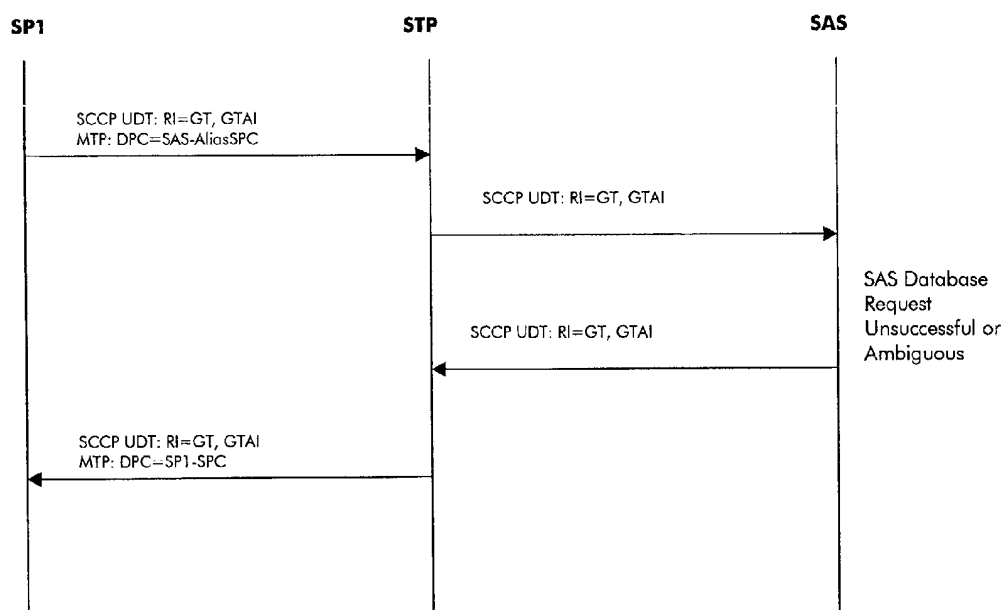 SP1
STP
SAS
SCCP UDT: RI=GT, GTAI
MTP: DPC=SAS-AliasSPC
SCCP UDT: RI=GT, GTAI
SAS Database
Request
Unsuccessful or
Ambiguous
SCCP UDT: RI=GT, GTAI
SCCP UDT: RI=GT, GTAI
MTP: DPC=SP1-SPC